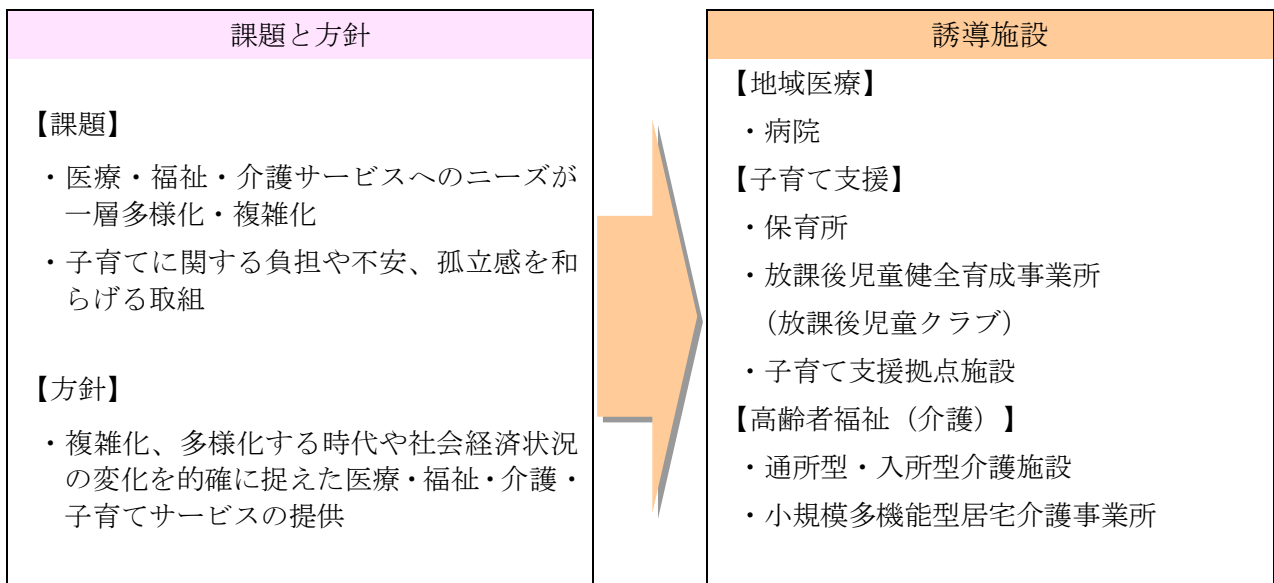 課題と方針
【課題】
・医療・福祉・介護サービスへのニーズが
一層多様化・複雑化
・子育てに関する負担や不安、孤立感を和
らげる取組
【方針】
・複雑化、多様化する時代や社会経済状況
の変化を的確に捉えた医療・福祉・介護・
子育てサービスの提供
誘導施設
【地域医療】
・病院
【子育て支援】
・保育所
・放課後児童健全育成事業所
（放課後児童クラブ）
・子育て支援拠点施設
【高齢者福祉（介護）】
・通所型・入所型介護施設
・小規模多機能型居宅介護事業所